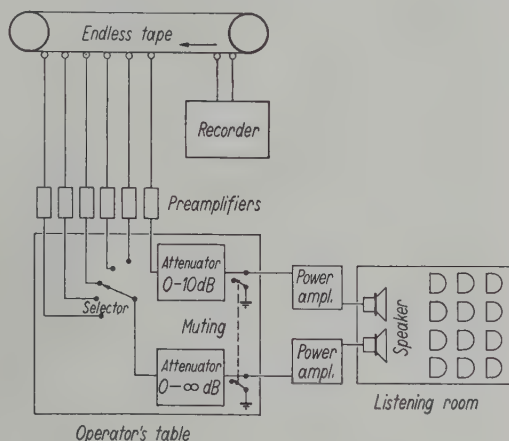 Endless tape
Recorder
Preamplifiers
Attenuator
0-10dB
Power
ampl.
Selector
Muting
Speaker
Attenuator
0-∞ dB
Power
ampl.
Listening room
Operator's table